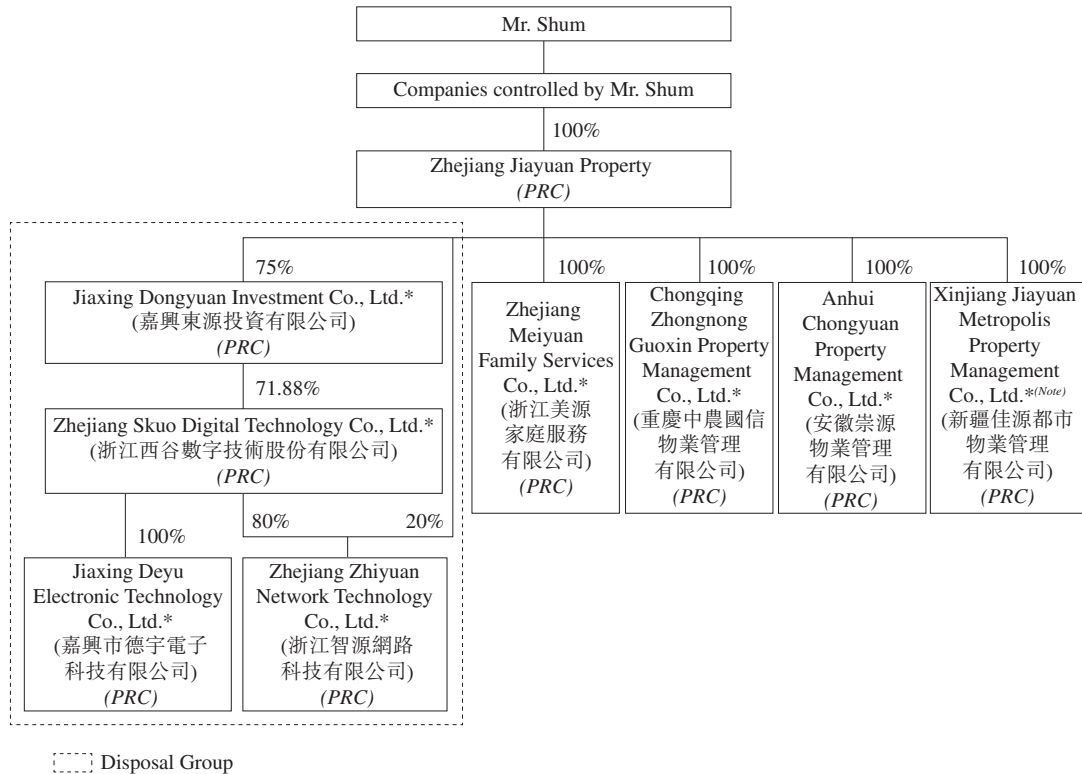 Mr. Shum
Companies controlled by Mr. Shum
100%
Zhejiang Jiayuan Property
(PRC)
75%
Jiaxing Dongyuan Investment Co., Ltd.*
(嘉興東源投資有限公司)
(PRC)
71.88%
Zhejiang Skuo Digital Technology Co., Ltd.*
(浙江西谷數字技術股份有限公司)
(PRC)
100%
Jiaxing Deyu
Electronic Technology
Co., Ltd.*
(嘉興市德宇電子
科技有限公司)
(PRC)
80%
20%
Zhejiang Zhiyuan
Network Technology
Co., Ltd.*
(浙江智源網路
科技有限公司)
(PRC)
100%
Zhejiang
Meiyuan
Family Services
Co., Ltd.*
(浙江美源
家庭服務
有限公司)
(PRC)
100%
Chongqing
Zhongnong
Guoxin Property
Management
Co., Ltd.*
(重慶中農國信
物業管理
有限公司)
(PRC)
100%
Anhui
Chongyuan
Property
Management
Co., Ltd.*
(安徽崇源
物業管理
有限公司)
(PRC)
100%
Xinjiang Jiayuan
Metropolis
Property
Management
Co., Ltd.*(Note)
(新疆佳源都市
物業管理
有限公司)
(PRC)
Disposal Group